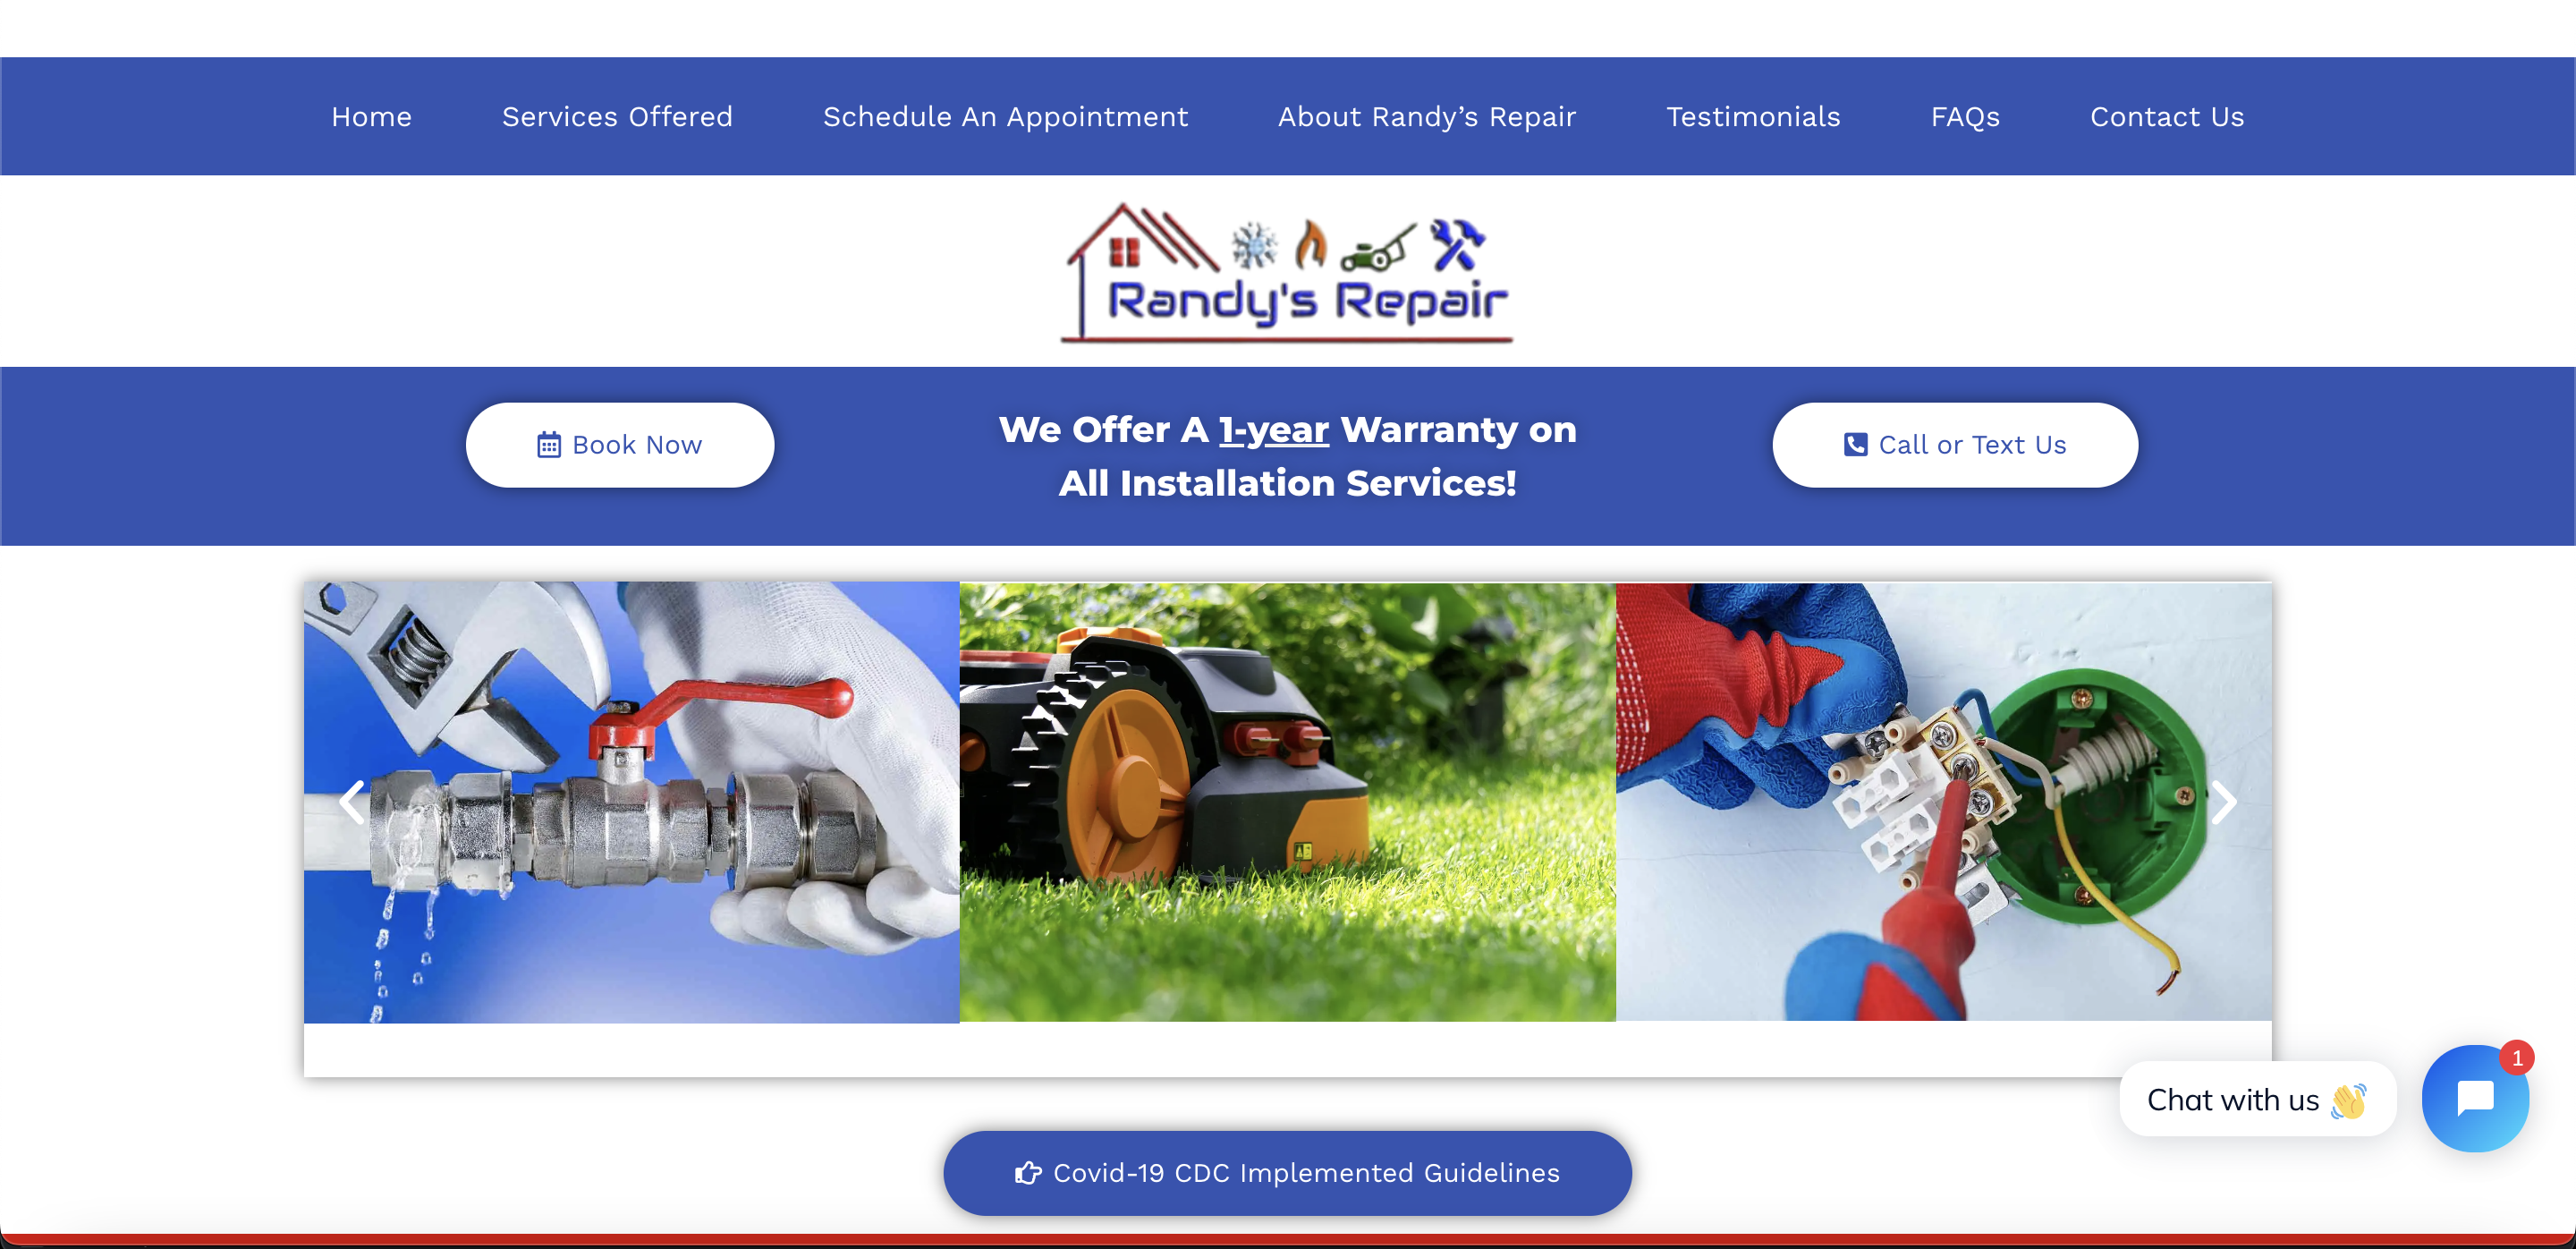 Home Services Offered Schedule An Appointment About Randy’s Repair Testimonials FAQs Contact Us
Randy's Repair
Book Now
We Offer A 1-year Warranty on
All Installation Services!
Call or Text Us
1
Chat with us 👋
Covid-19 CDC Implemented Guidelines